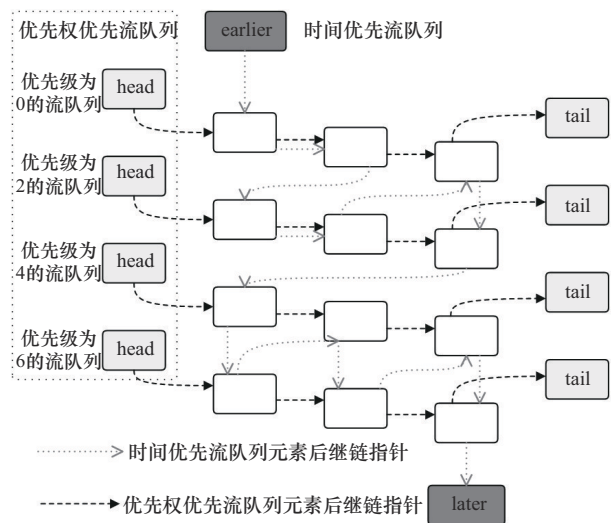 优先权优先流队列
earlier
时间优先流队列
优先级为
0的流队列
head
tail
优先级为
2的流队列
head
tail
优先级为
4的流队列
head
tail
优先级为
6的流队列
head
tail
时间优先流队列元素后继链指针
优先权优先流队列元素后继链指针
later